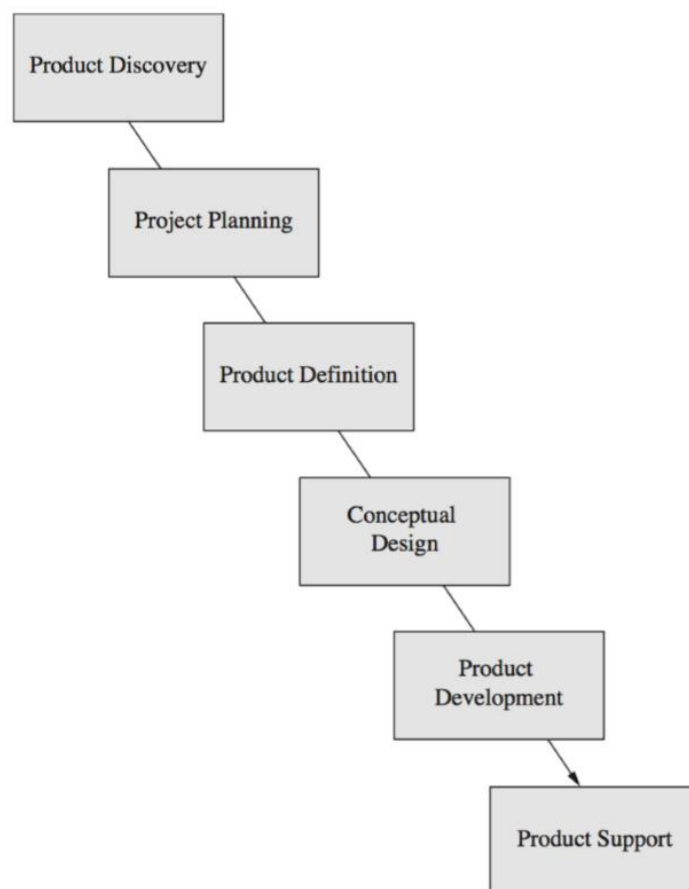 Product Discovery
Project Planning
Product Definition
Conceptual
Design
Product
Development
Product Support